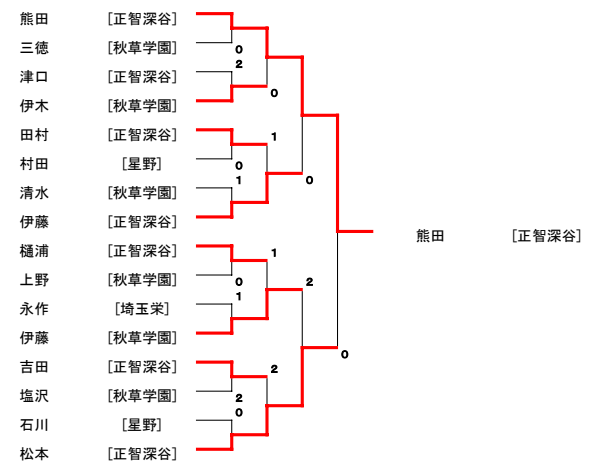 熊田 [正智深谷]
三徳 [秋草学園]
0
2
津口 [正智深谷]
0
伊木 [秋草学園]
田村 [正智深谷]
1
村田 [星野]
0
1
0
清水 [秋草学園]
伊藤 [正智深谷]
熊田 [正智深谷]
樋浦 [正智深谷]
1
上野 [秋草学園]
0
2
1
永作 [埼玉栄]
伊藤 [秋草学園]
0
吉田 [正智深谷]
2
塩沢 [秋草学園]
2
0
石川 [星野]
松本 [正智深谷]